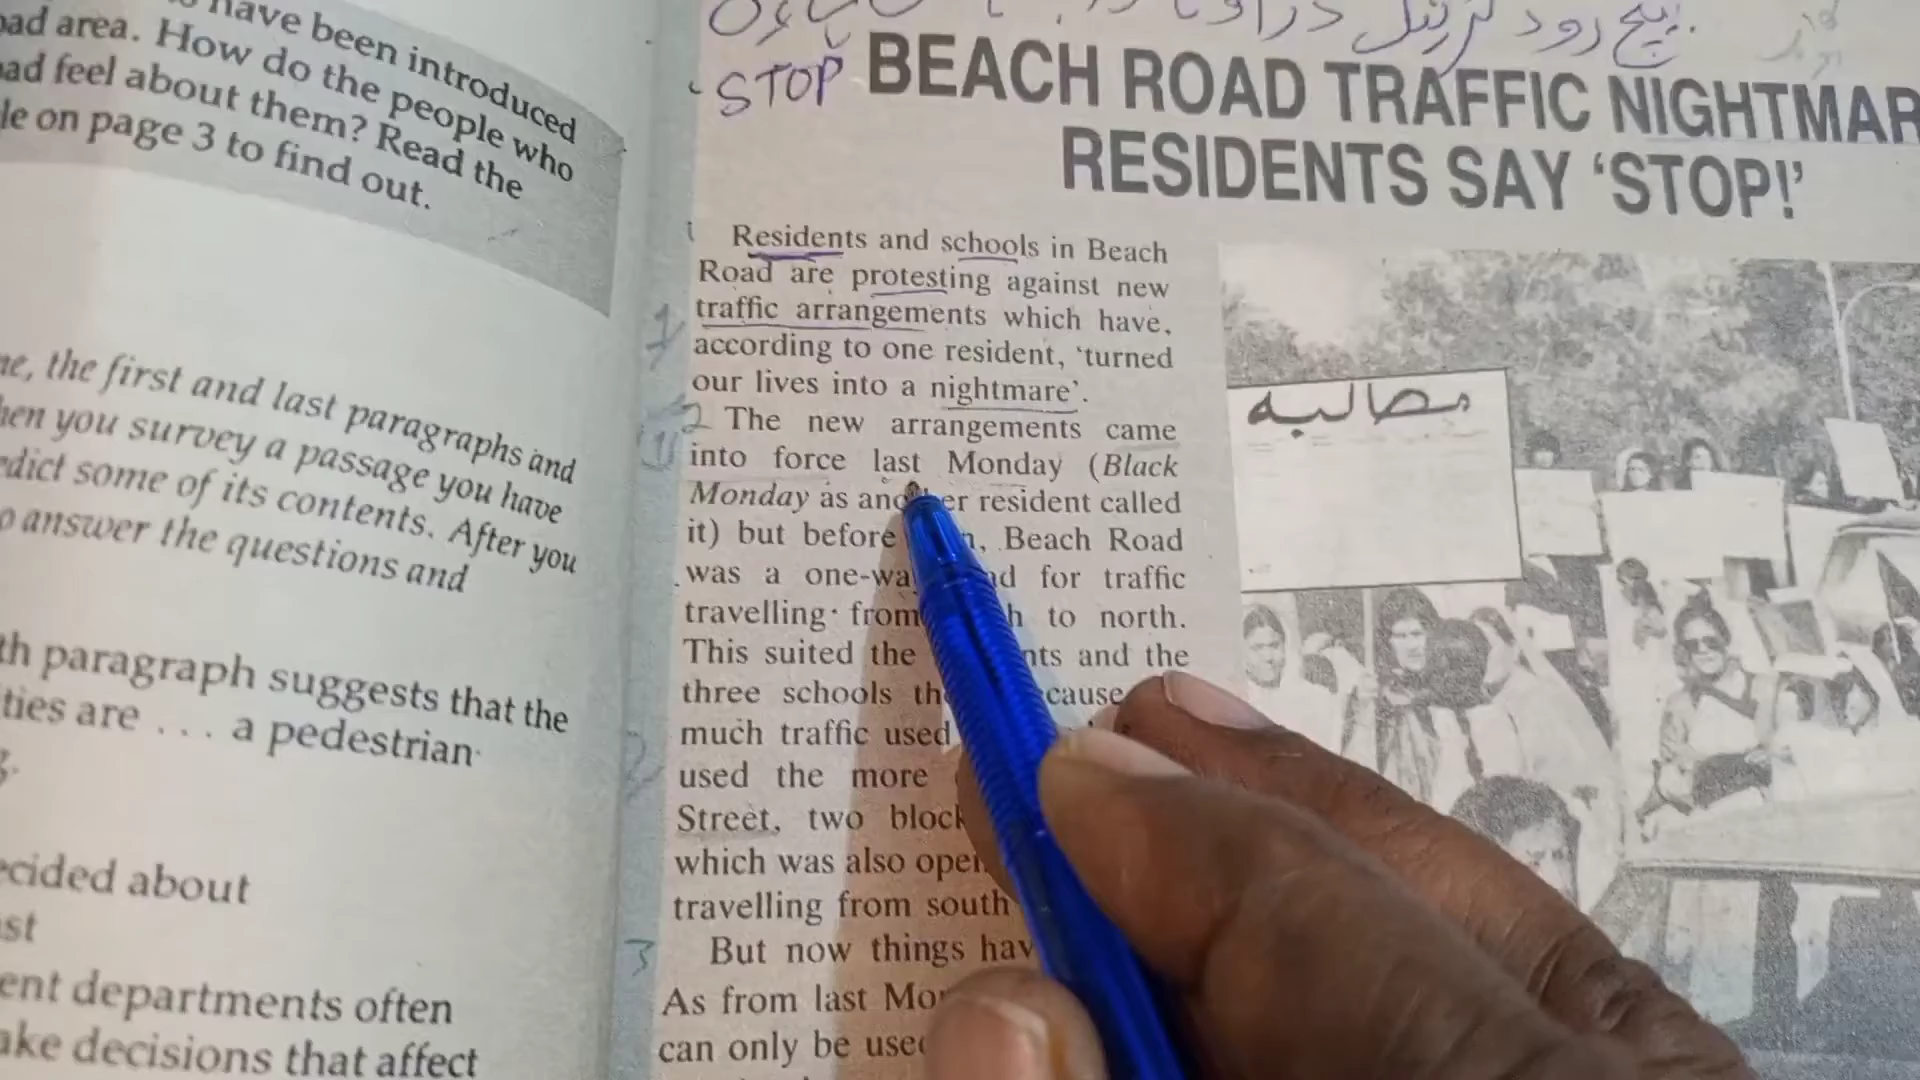 have been introduced
ad area. How do the people who
ad feel about them? Read the
le on page 3 to find out.
the first and last paragraphs and
hen you survey a passage you have
edict some of its contents. After you
o answer the questions and
th paragraph suggests that the
ties are . . . a pedestrian
ecided about
st
ent departments often
ake decisions that affect
بیچ روڈ
STOP BEACH ROAD TRAFFIC NIGHTMAR
RESIDENTS SAY ‘STOP!’
1 Residents and schools in Beach
Road are protesting against new
traffic arrangements which have,
according to one resident, ‘turned
our lives into a nightmare’.
2 The new arrangements came
into force last Monday (Black
Monday as another resident called
it) but before, Beach Road
was a one-wa d for traffic
travelling from h to north.
This suited the nts and the
three schools th cause
much traffic used
used the more
Street, two block
which was also ope
travelling from south
3 But now things hav
As from last Mo
can only be used
مطالبہ